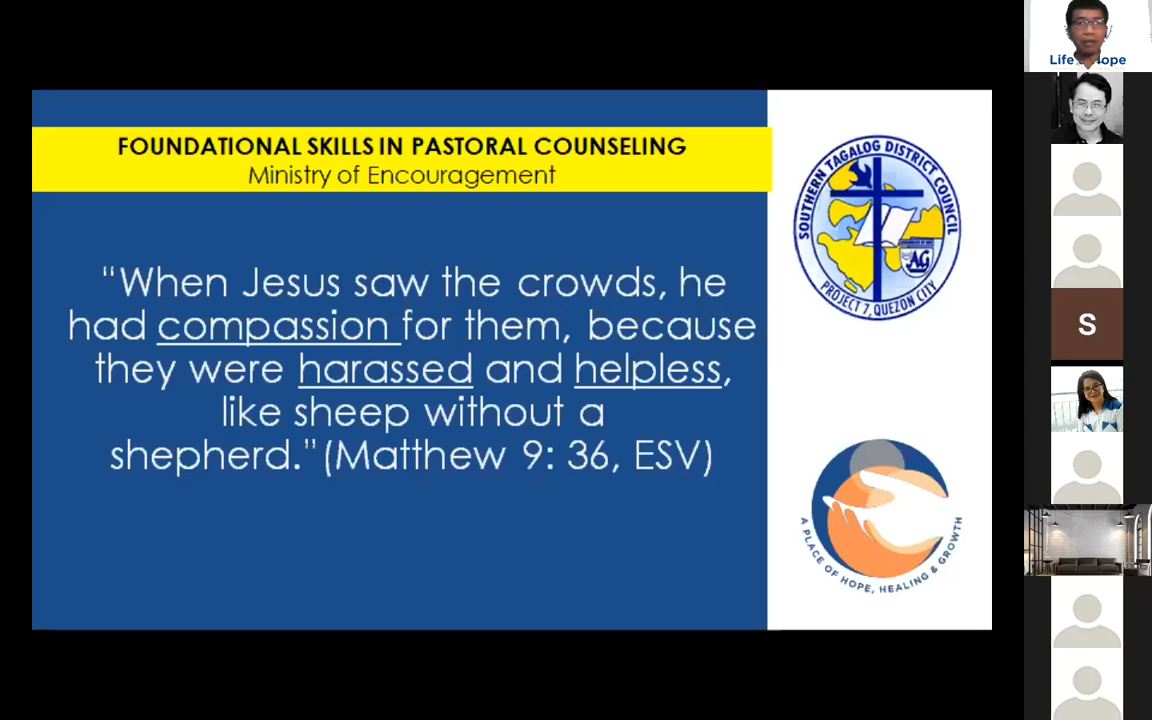 FOUNDATIONAL SKILLS IN PASTORAL COUNSELING
Ministry of Encouragement
“When Jesus saw the crowds, he
had compassion for them, because
they were harassed and helpless,
like sheep without a
shepherd.”(Matthew 9: 36, ESV)
SOUTHERN TAGALOG DISTRICT COUNCIL
AG
PROJECT 7, QUEZON CITY
A PLACE OF HOPE, HEALING & GROWTH
Life
S